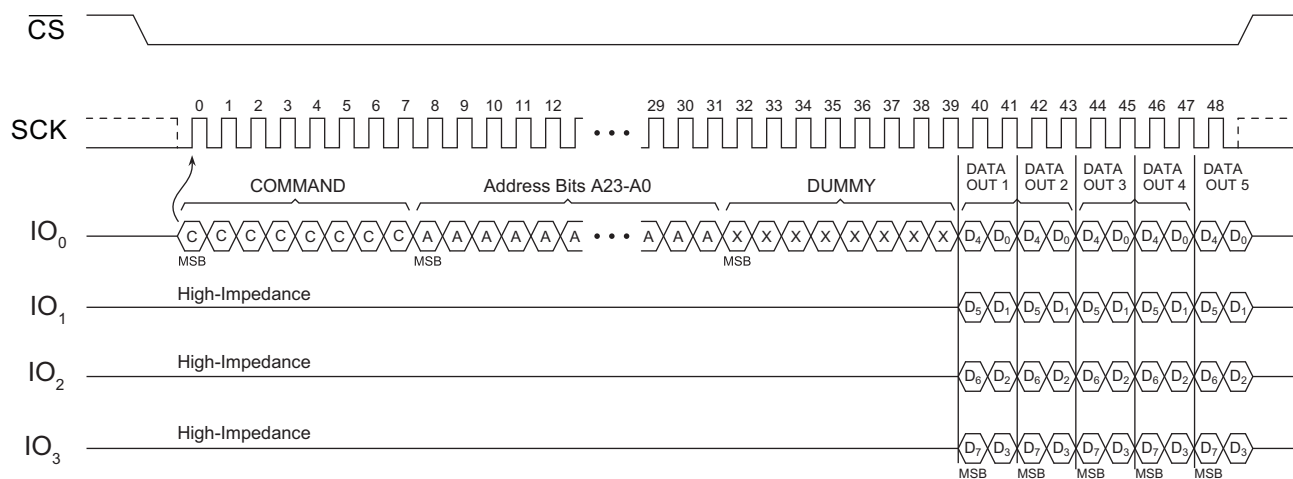 CS
SCK
0 1 2 3 4 5 6 7 8 9 10 11 12 29 30 31 32 33 34 35 36 37 38 39 40 41 42 43 44 45 46 47 48
COMMAND Address Bits A23-A0 DUMMY DATA OUT 1 DATA OUT 2 DATA OUT 3 DATA OUT 4 DATA OUT 5
IO0 C C C C C C C C A A A A A A A A A X X X X X X X X D4 D0 D4 D0 D4 D0 D4 D0 D4 D0
MSB MSB MSB
High-Impedance
IO1 D5 D1 D5 D1 D5 D1 D5 D1 D5 D1
High-Impedance
IO2 D6 D2 D6 D2 D6 D2 D6 D2 D6 D2
High-Impedance
IO3 D7 D3 D7 D3 D7 D3 D7 D3 D7 D3
MSB MSB MSB MSB MSB